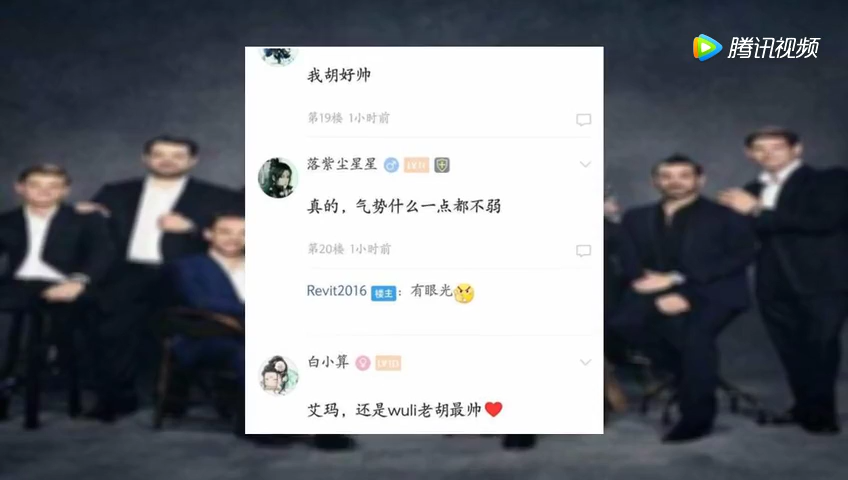 腾讯视频
我胡好帅
第19楼 1小时前
落紫尘星星
真的，气势什么一点都不弱
第20楼 1小时前
Revit2016 楼主：有眼光
白小算
艾玛，还是wuli老胡最帅